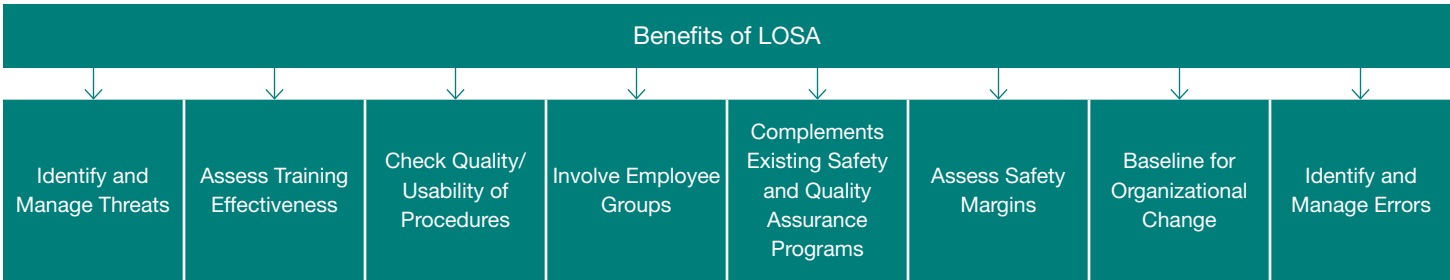 Benefits of LOSA
Identify and
Manage Threats
Assess Training
Effectiveness
Check Quality/
Usability of
Procedures
Involve Employee
Groups
Complements
Existing Safety
and Quality
Assurance
Programs
Assess Safety
Margins
Baseline for
Organizational
Change
Identify and
Manage Errors